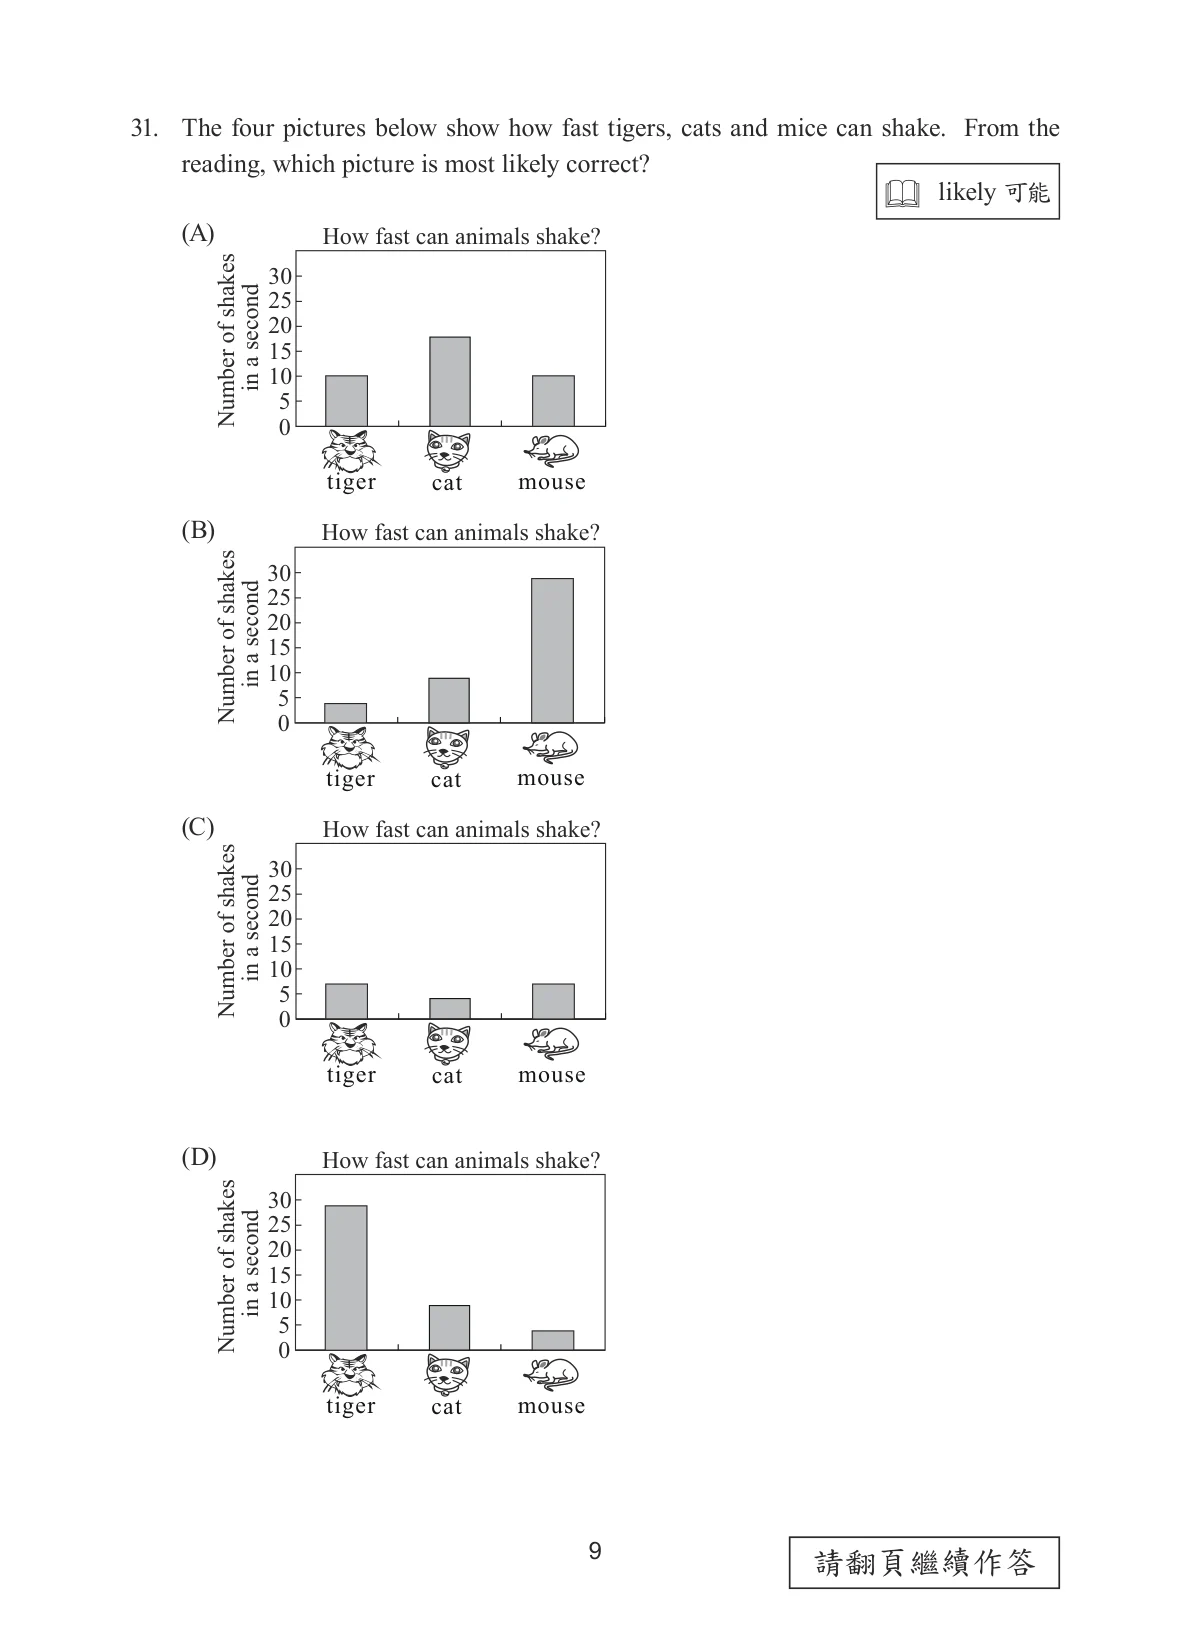 31. The four pictures below show how fast tigers, cats and mice can shake. From the
reading, which picture is most likely correct?
likely 可能
(A)
How fast can animals shake?
Number of shakes
in a second
30
25
20
15
10
5
0
tiger cat mouse
(B)
How fast can animals shake?
Number of shakes
in a second
30
25
20
15
10
5
0
tiger cat mouse
(C)
How fast can animals shake?
Number of shakes
in a second
30
25
20
15
10
5
0
tiger cat mouse
(D)
How fast can animals shake?
Number of shakes
in a second
30
25
20
15
10
5
0
tiger cat mouse
9
請翻頁繼續作答